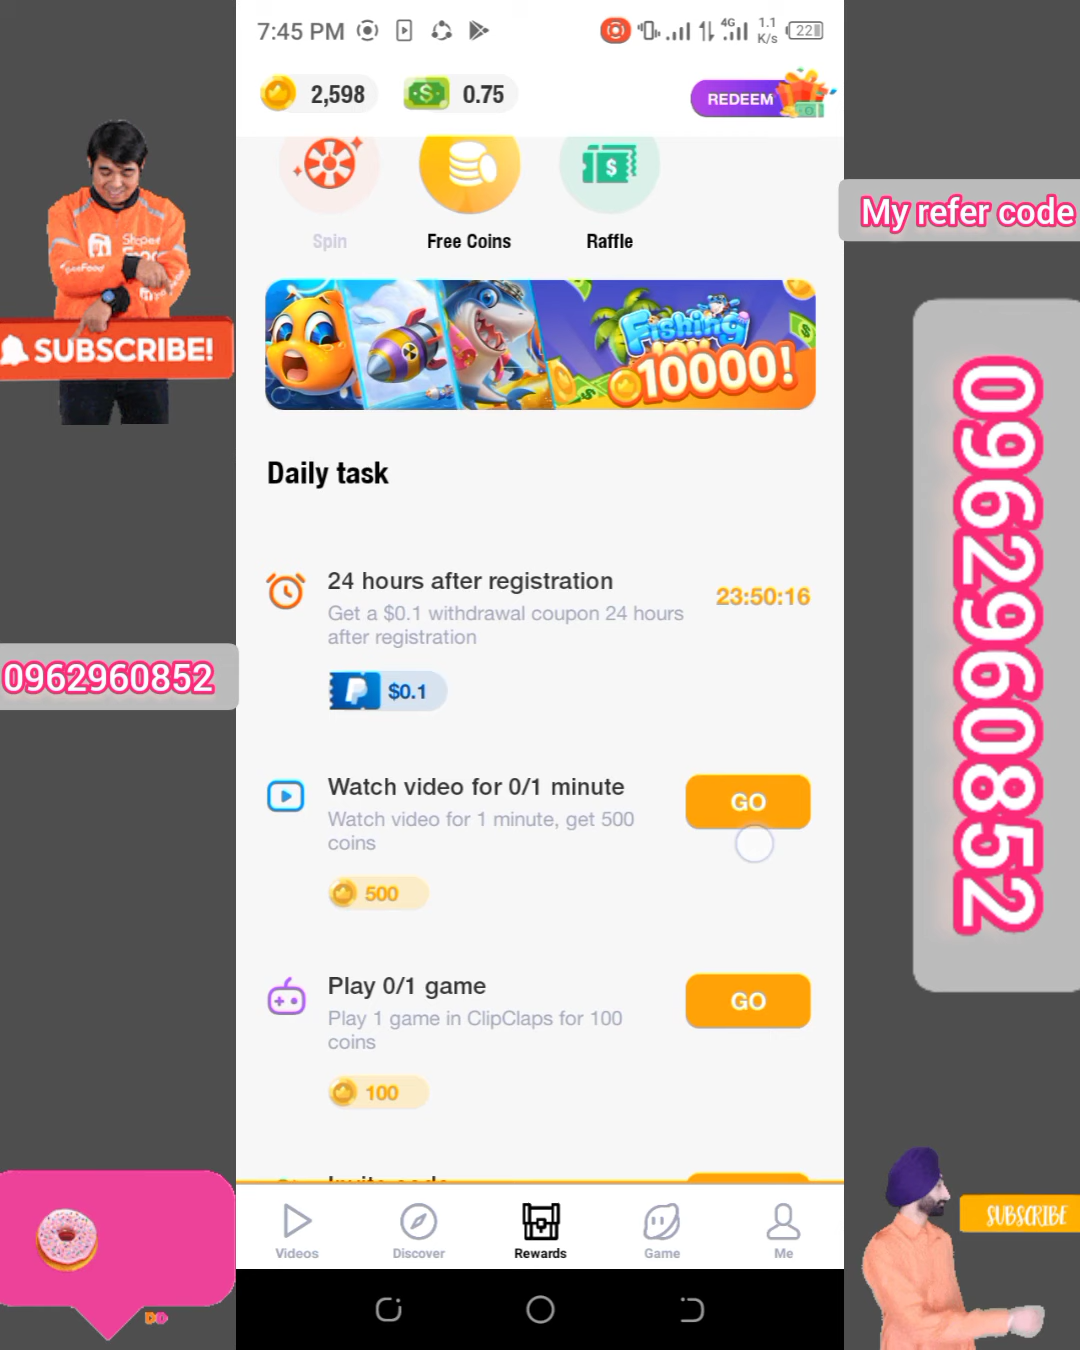 7:45 PM
4G
1.1
K/s
22
2,598
0.75
REDEEM
My refer code
Spin
Free Coins
Raffle
SUBSCRIBE!
Fishing
10000!
Daily task
24 hours after registration
23:50:16
Get a $0.1 withdrawal coupon 24 hours
after registration
$0.1
0962960852
0962960852
Watch video for 0/1 minute
GO
Watch video for 1 minute, get 500
coins
500
Play 0/1 game
GO
Play 1 game in ClipClaps for 100
coins
100
SUBSCRIBE
Videos
Discover
Rewards
Game
Me